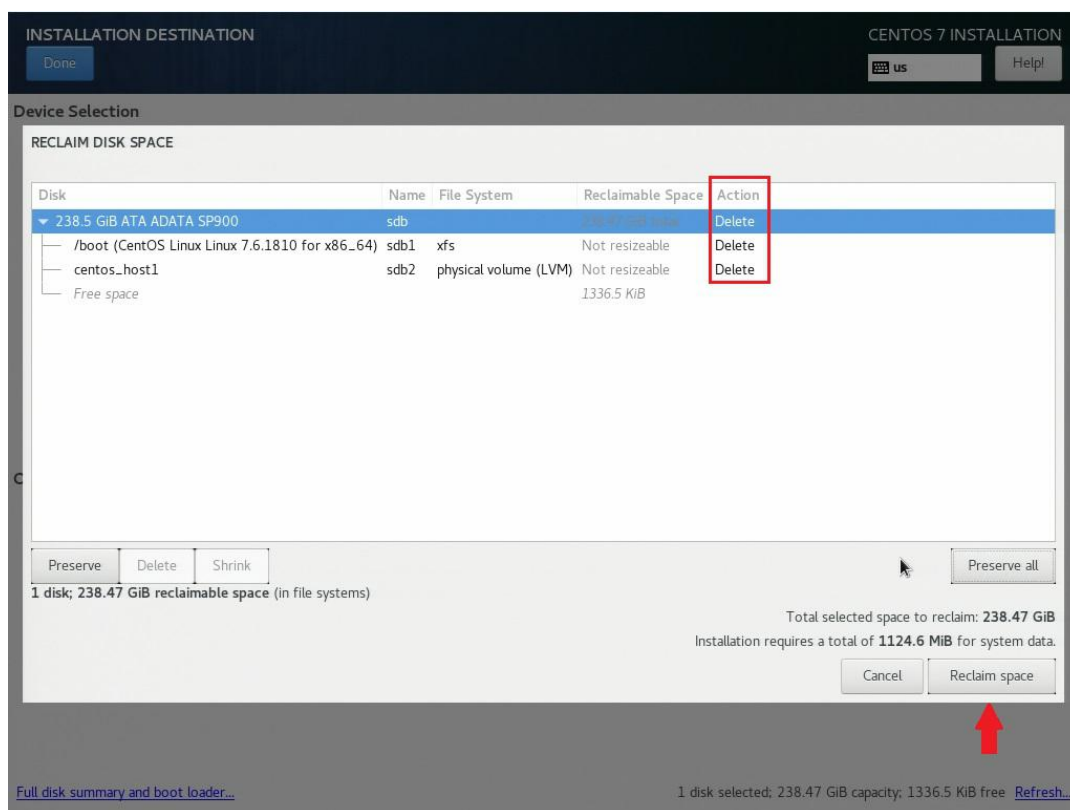 INSTALLATION DESTINATION
CENTOS 7 INSTALLATION
Done
us
Help!
Device Selection
RECLAIM DISK SPACE
Disk Name File System Reclaimable Space Action
238.5 GiB ATA ADATA SP900 sdb Delete
/boot (CentOS Linux Linux 7.6.1810 for x86_64) sdb1 xfs Not resizeable Delete
centos_host1 sdb2 physical volume (LVM) Not resizeable Delete
Free space 1336.5 KiB
Preserve Delete Shrink Preserve all
1 disk; 238.47 GiB reclaimable space (in file systems)
Total selected space to reclaim: 238.47 GiB
Installation requires a total of 1124.6 MiB for system data.
Cancel Reclaim space
Full disk summary and boot loader... 1 disk selected; 238.47 GiB capacity; 1336.5 KiB free Refresh...